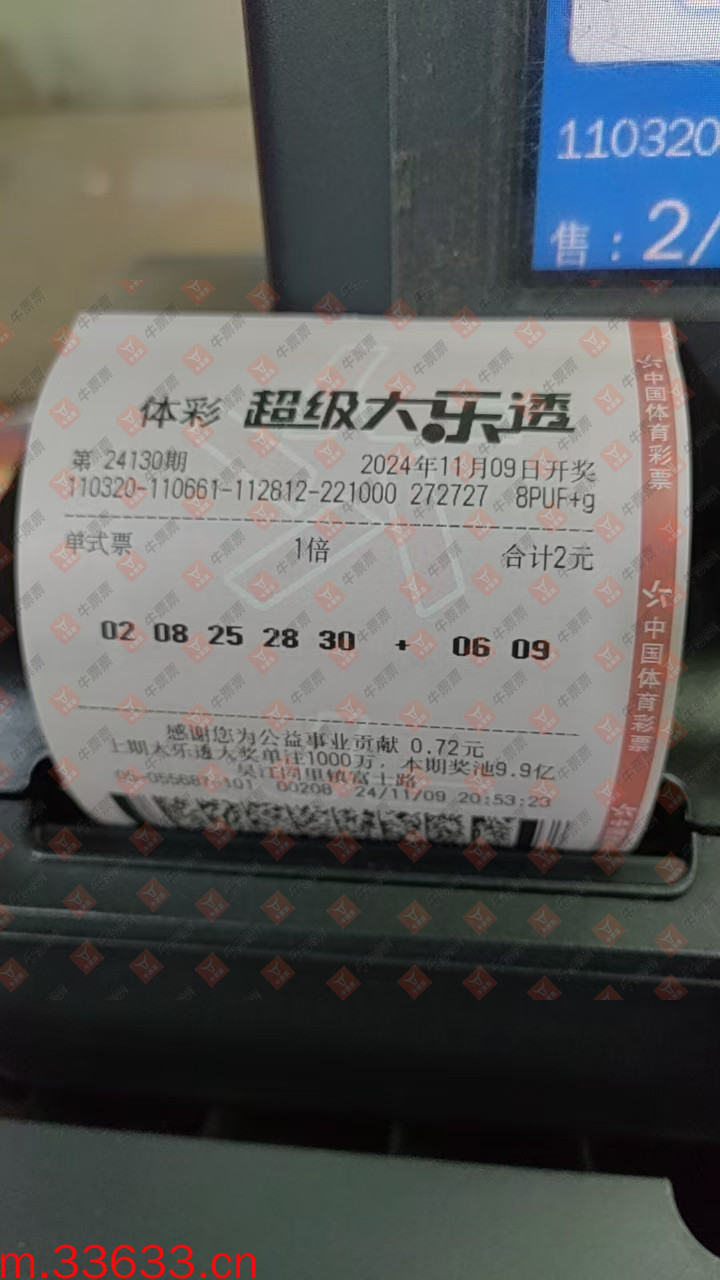 110320
售：2/
体彩 超级大乐透
第 24130期 2024年11月09日开奖
110320-110661-112812-221000 272727 8PUF+g
单式票 1倍 合计2元
02 08 25 28 30 + 06 09
感谢您为公益事业贡献 0.72元
上期大乐透大奖单注1000万，本期奖池9.9亿
吴江同里镇富士路
05-055687-101 00208 24/11/09 20:53:23
中国体育彩票
中国体育彩票
牛票票
m.33633.cn